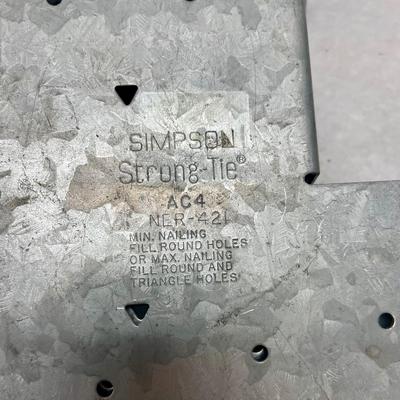 SIMPSON
Strong-Tie®
AC4
NER-421
MIN. NAILING
FILL ROUND HOLES
OR MAX. NAILING
FILL ROUND AND
TRIANGLE HOLES